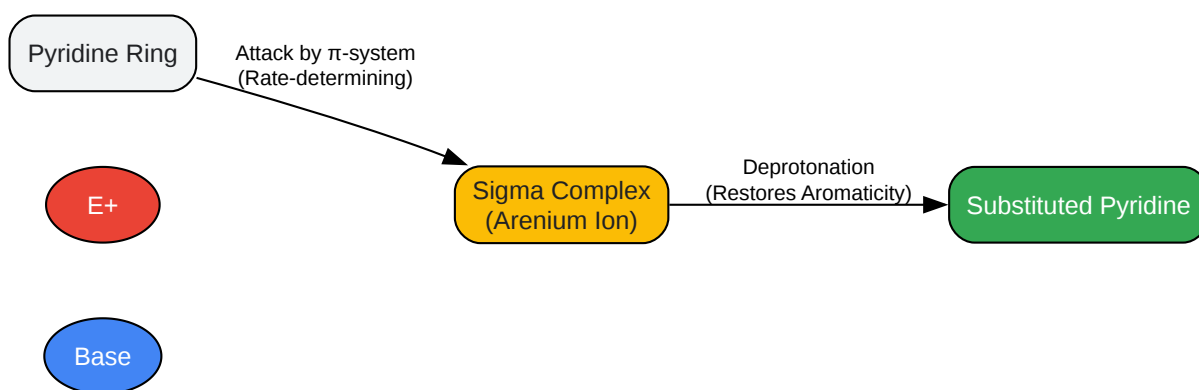 Pyridine Ring
Attack by π-system
(Rate-determining)
E+
Sigma Complex
(Arenium Ion)
Deprotonation
(Restores Aromaticity)
Substituted Pyridine
Base